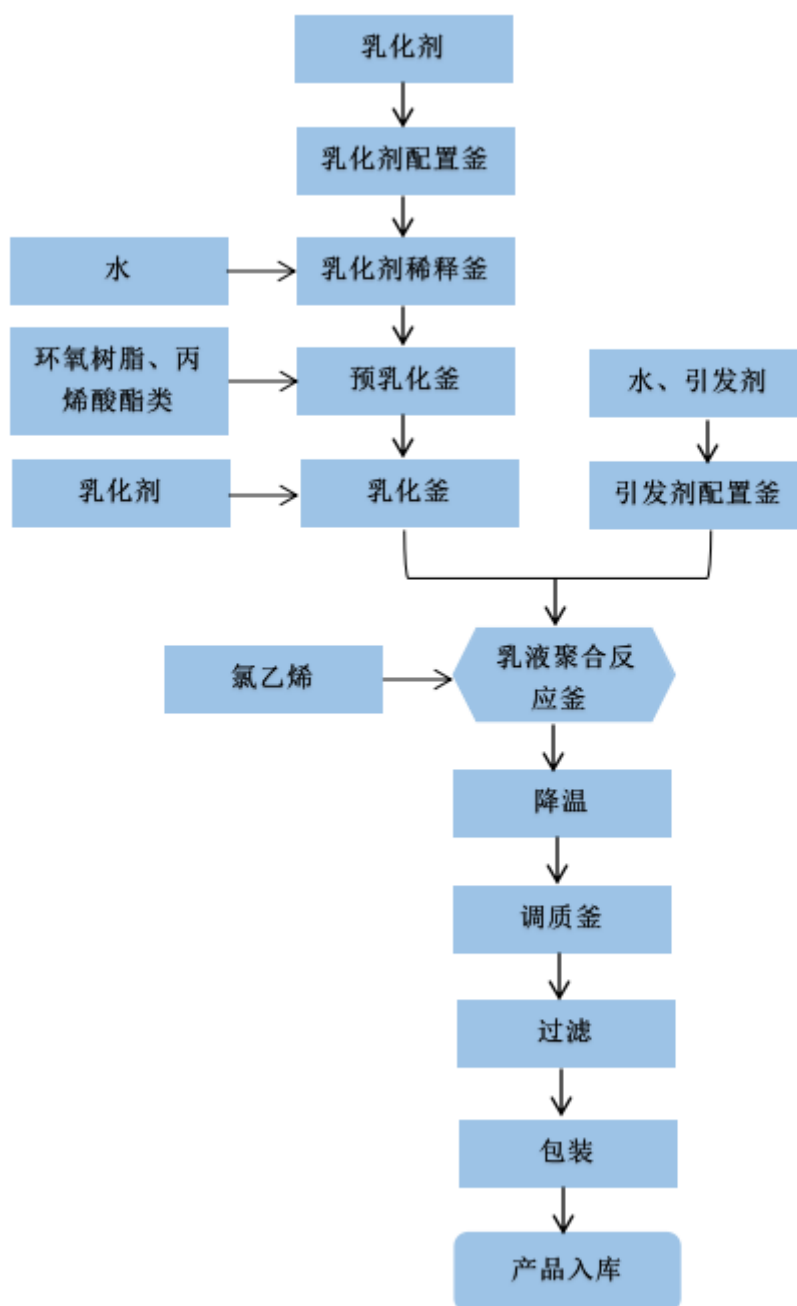 乳化剂
乳化剂配置釜
水
乳化剂稀释釜
环氧树脂、丙
烯酸酯类
预乳化釜
水、引发剂
乳化剂
乳化釜
引发剂配置釜
氯乙烯
乳液聚合反
应釜
降温
调质釜
过滤
包装
产品入库